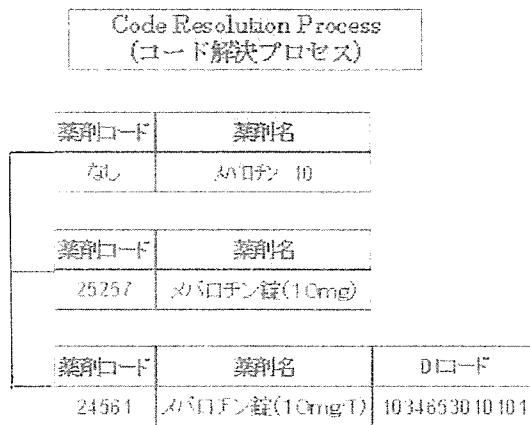 Code Resolution Process
(コード解決プロセス)
薬剤コード 薬剤名
なし メバロチン 10
薬剤コード 薬剤名
25257 メバロチン錠(10mg)
薬剤コード 薬剤名 DIコード
24561 メバロチン錠(10mgT) 1034653010101